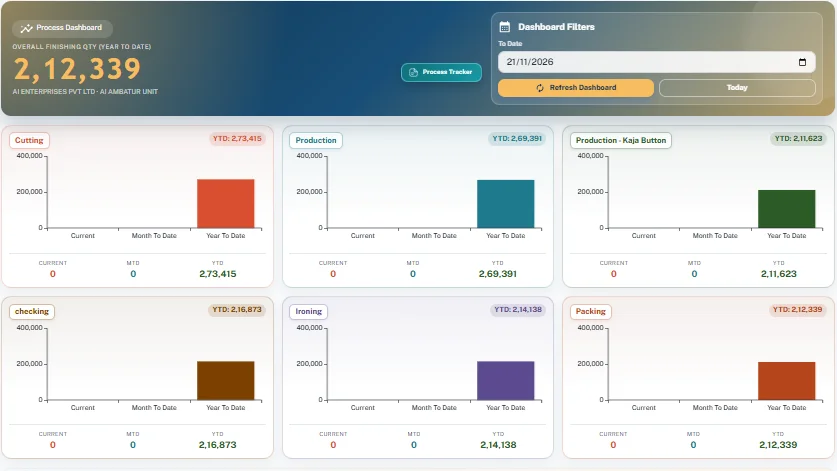 Process Dashboard
OVERALL FINISHING QTY (YEAR TO DATE)
2,12,339
AI ENTERPRISES PVT LTD · AI AMBATUR UNIT
Process Tracker
Dashboard Filters
To Date
21/11/2026
Refresh Dashboard
Today
Cutting
YTD: 2,73,415
400,000
200,000
0
Current
Month To Date
Year To Date
CURRENT
MTD
YTD
0
0
2,73,415
Production
YTD: 2,69,391
400,000
200,000
0
Current
Month To Date
Year To Date
CURRENT
MTD
YTD
0
0
2,69,391
Production - Kaja Button
YTD: 2,11,623
400,000
200,000
0
Current
Month To Date
Year To Date
CURRENT
MTD
YTD
0
0
2,11,623
checking
YTD: 2,16,873
400,000
200,000
0
Current
Month To Date
Year To Date
CURRENT
MTD
YTD
0
0
2,16,873
Ironing
YTD: 2,14,138
400,000
200,000
0
Current
Month To Date
Year To Date
CURRENT
MTD
YTD
0
0
2,14,138
Packing
YTD: 2,12,339
400,000
200,000
0
Current
Month To Date
Year To Date
CURRENT
MTD
YTD
0
0
2,12,339